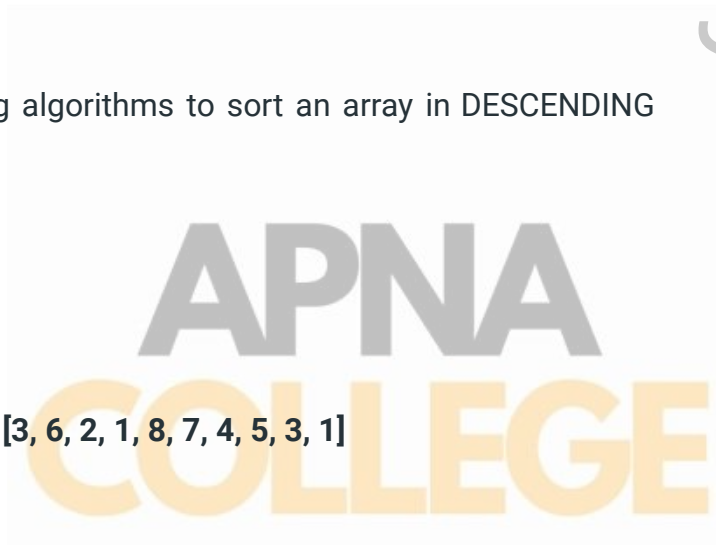 algorithms to sort an array in DESCENDING
APNA
COLLEGE
[3, 6, 2, 1, 8, 7, 4, 5, 3, 1]